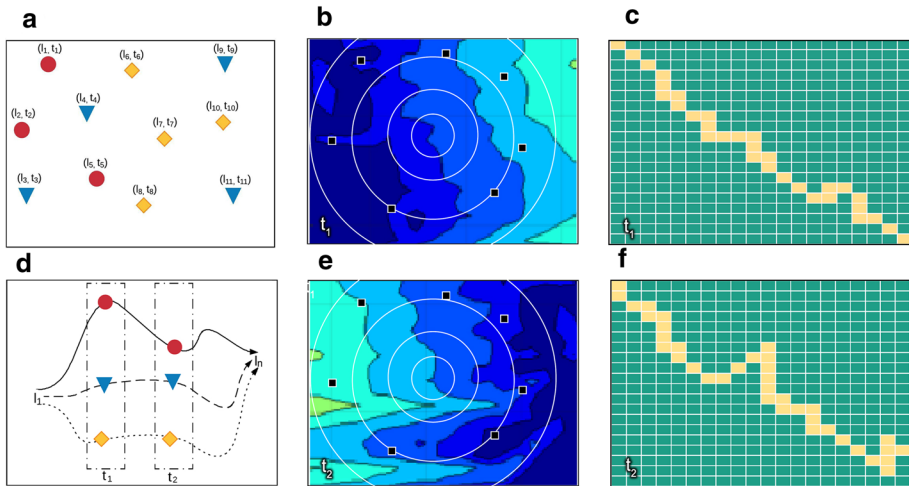 a
b
c
(l1, t1)
(l6, t6)
(l9, t9)
(l4, t4)
(l2, t2)
(l10, t10)
(l7, t7)
(l5, t5)
(l3, t3)
(l8, t8)
(l11, t11)
t1
t1
d
e
f
l1
ln
t1
t2
t2
t2